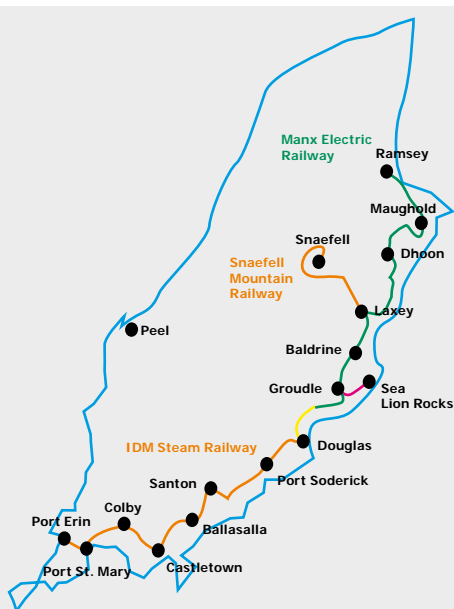 Manx Electric
Railway
Ramsey
Maughold
Snaefell
Dhoon
Snaefell
Mountain
Railway
Laxey
Peel
Baldrine
Groudle
Sea
Lion Rocks
IDM Steam Railway
Douglas
Port Soderick
Santon
Colby
Port Erin
Ballasalla
Castletown
Port St. Mary